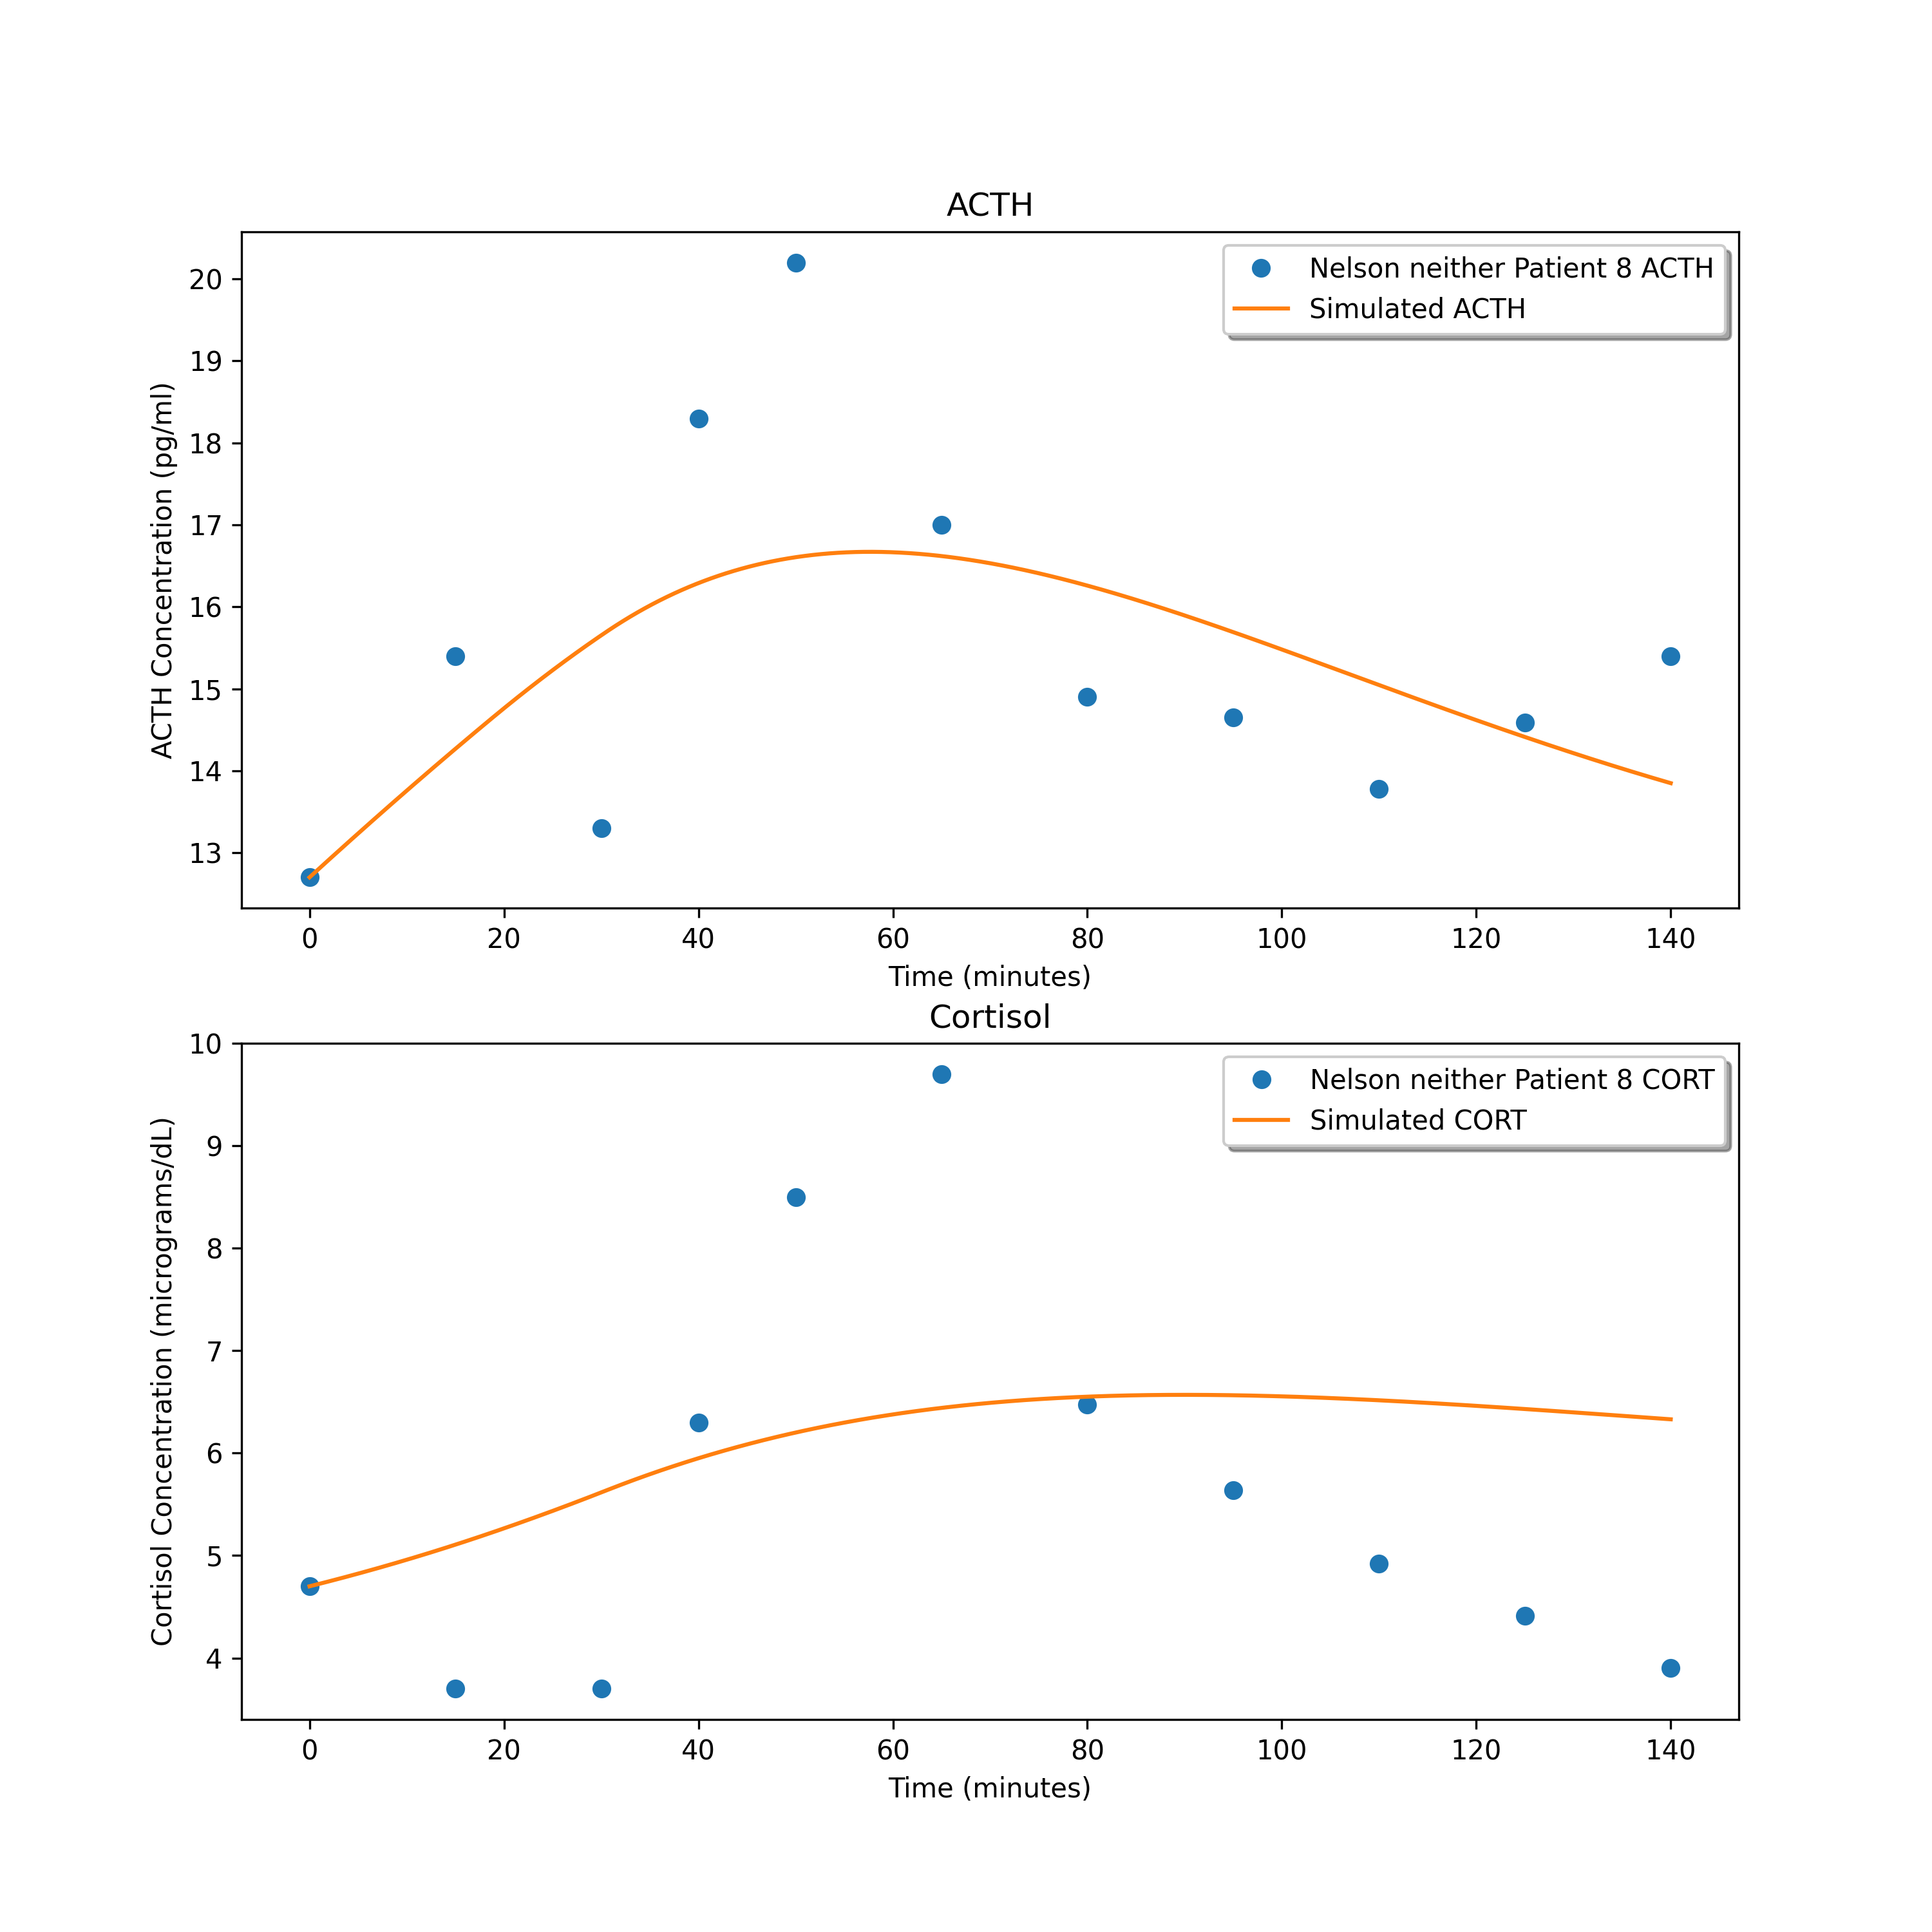 ACTH
Nelson neither Patient 8 ACTH
Simulated ACTH
ACTH Concentration (pg/ml)
20
19
18
17
16
15
14
13
0 20 40 60 80 100 120 140
Time (minutes)
Cortisol
Nelson neither Patient 8 CORT
Simulated CORT
Cortisol Concentration (micrograms/dL)
10
9
8
7
6
5
4
0 20 40 60 80 100 120 140
Time (minutes)